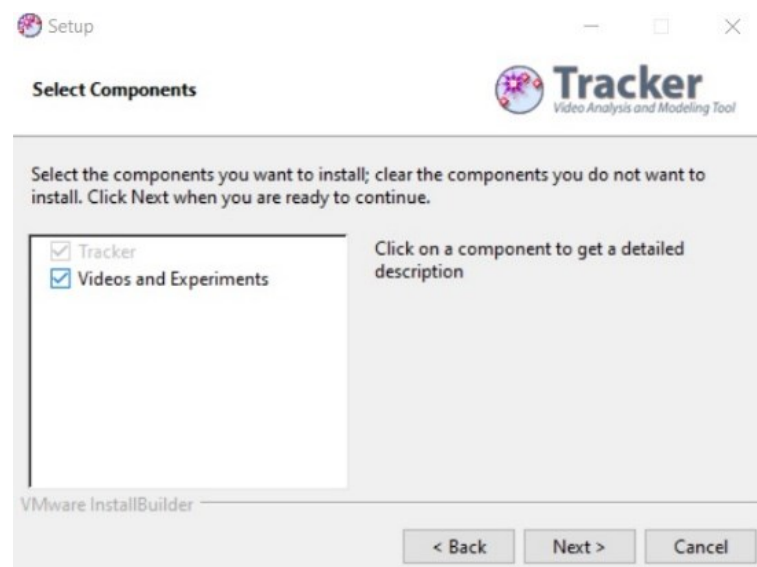 Setup
Select Components
Tracker
Video Analysis and Modeling Tool
Select the components you want to install; clear the components you do not want to
install. Click Next when you are ready to continue.
Tracker
Videos and Experiments
Click on a component to get a detailed
description
VMware InstallBuilder
< Back
Next >
Cancel